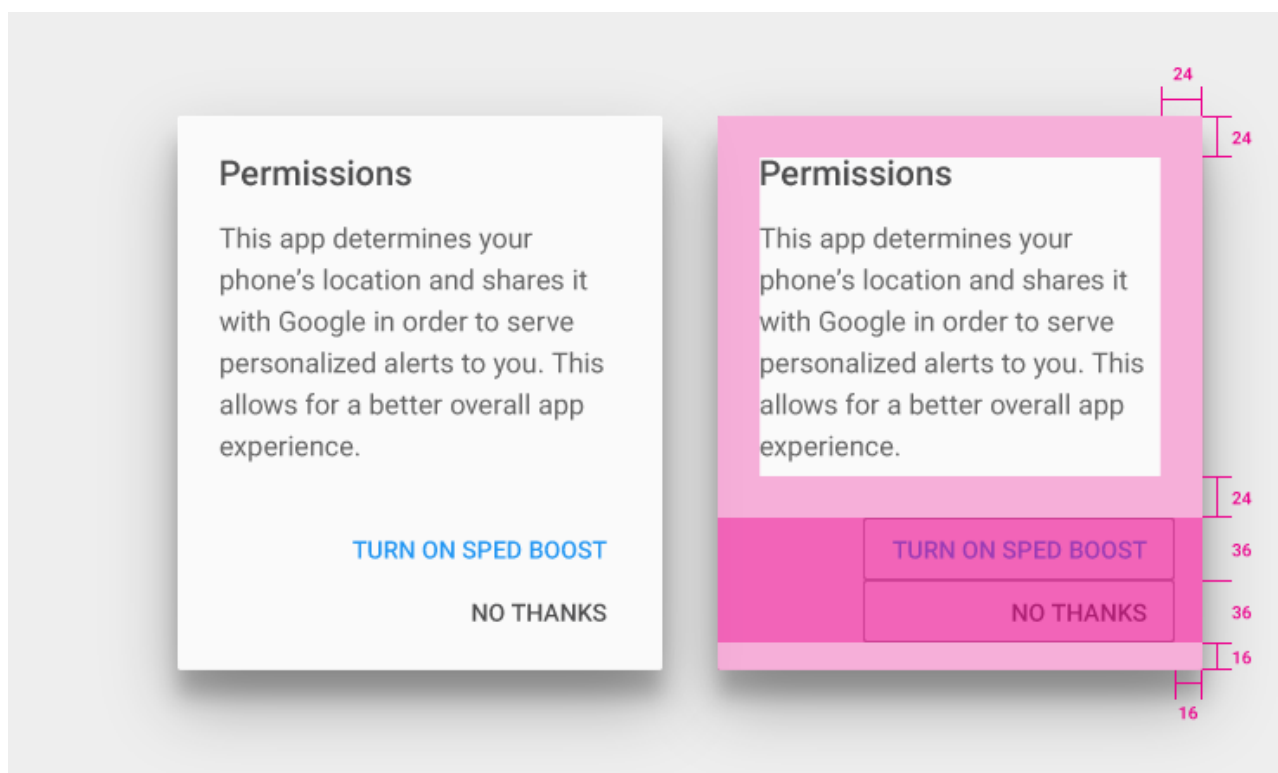 24
24
Permissions
This app determines your
phone’s location and shares it
with Google in order to serve
personalized alerts to you. This
allows for a better overall app
experience.
TURN ON SPED BOOST
NO THANKS
Permissions
This app determines your
phone’s location and shares it
with Google in order to serve
personalized alerts to you. This
allows for a better overall app
experience.
24
TURN ON SPED BOOST
36
NO THANKS
36
16
16